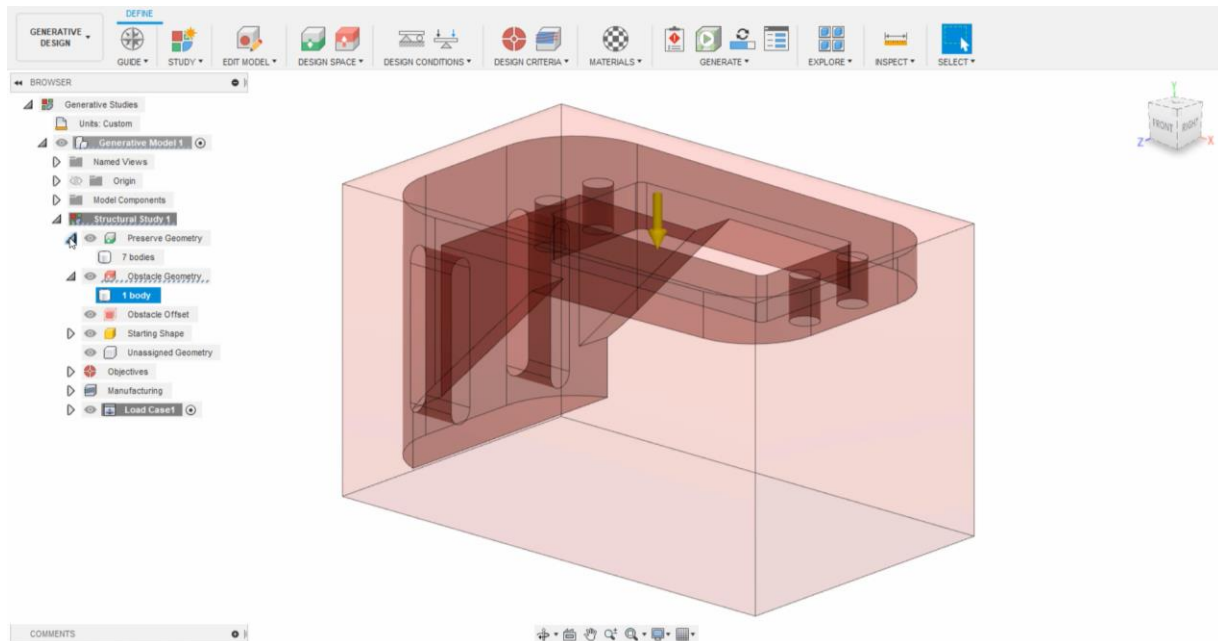 DEFINE
GENERATIVE DESIGN
GUIDE
STUDY
EDIT MODEL
DESIGN SPACE
DESIGN CONDITIONS
DESIGN CRITERIA
MATERIALS
GENERATE
EXPLORE
INSPECT
SELECT
BROWSER
Generative Studies
Units: Custom
Generative Model 1
Named Views
Origin
Model Components
Structural Study 1
Preserve Geometry
7 bodies
Obstacle Geometry
1 body
Obstacle Offset
Starting Shape
Unassigned Geometry
Objectives
Manufacturing
Load Case1
Y
FRONT RIGHT
Z X
COMMENTS